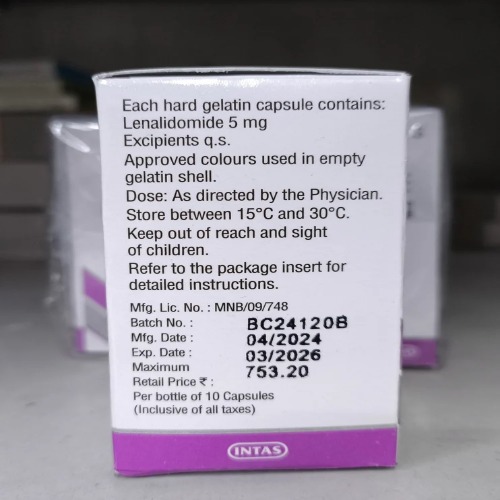 Each hard gelatin capsule contains:
Lenalidomide 5 mg
Excipients q.s.
Approved colours used in empty
gelatin shell.
Dose: As directed by the Physician.
Store between 15°C and 30°C.
Keep out of reach and sight
of children.
Refer to the package insert for
detailed instructions.
Mfg. Lic. No. : MNB/09/748
Batch No. : BC24120B
Mfg. Date : 04/2024
Exp. Date : 03/2026
Maximum 753.20
Retail Price ₹ :
Per bottle of 10 Capsules
(Inclusive of all taxes)
INTAS